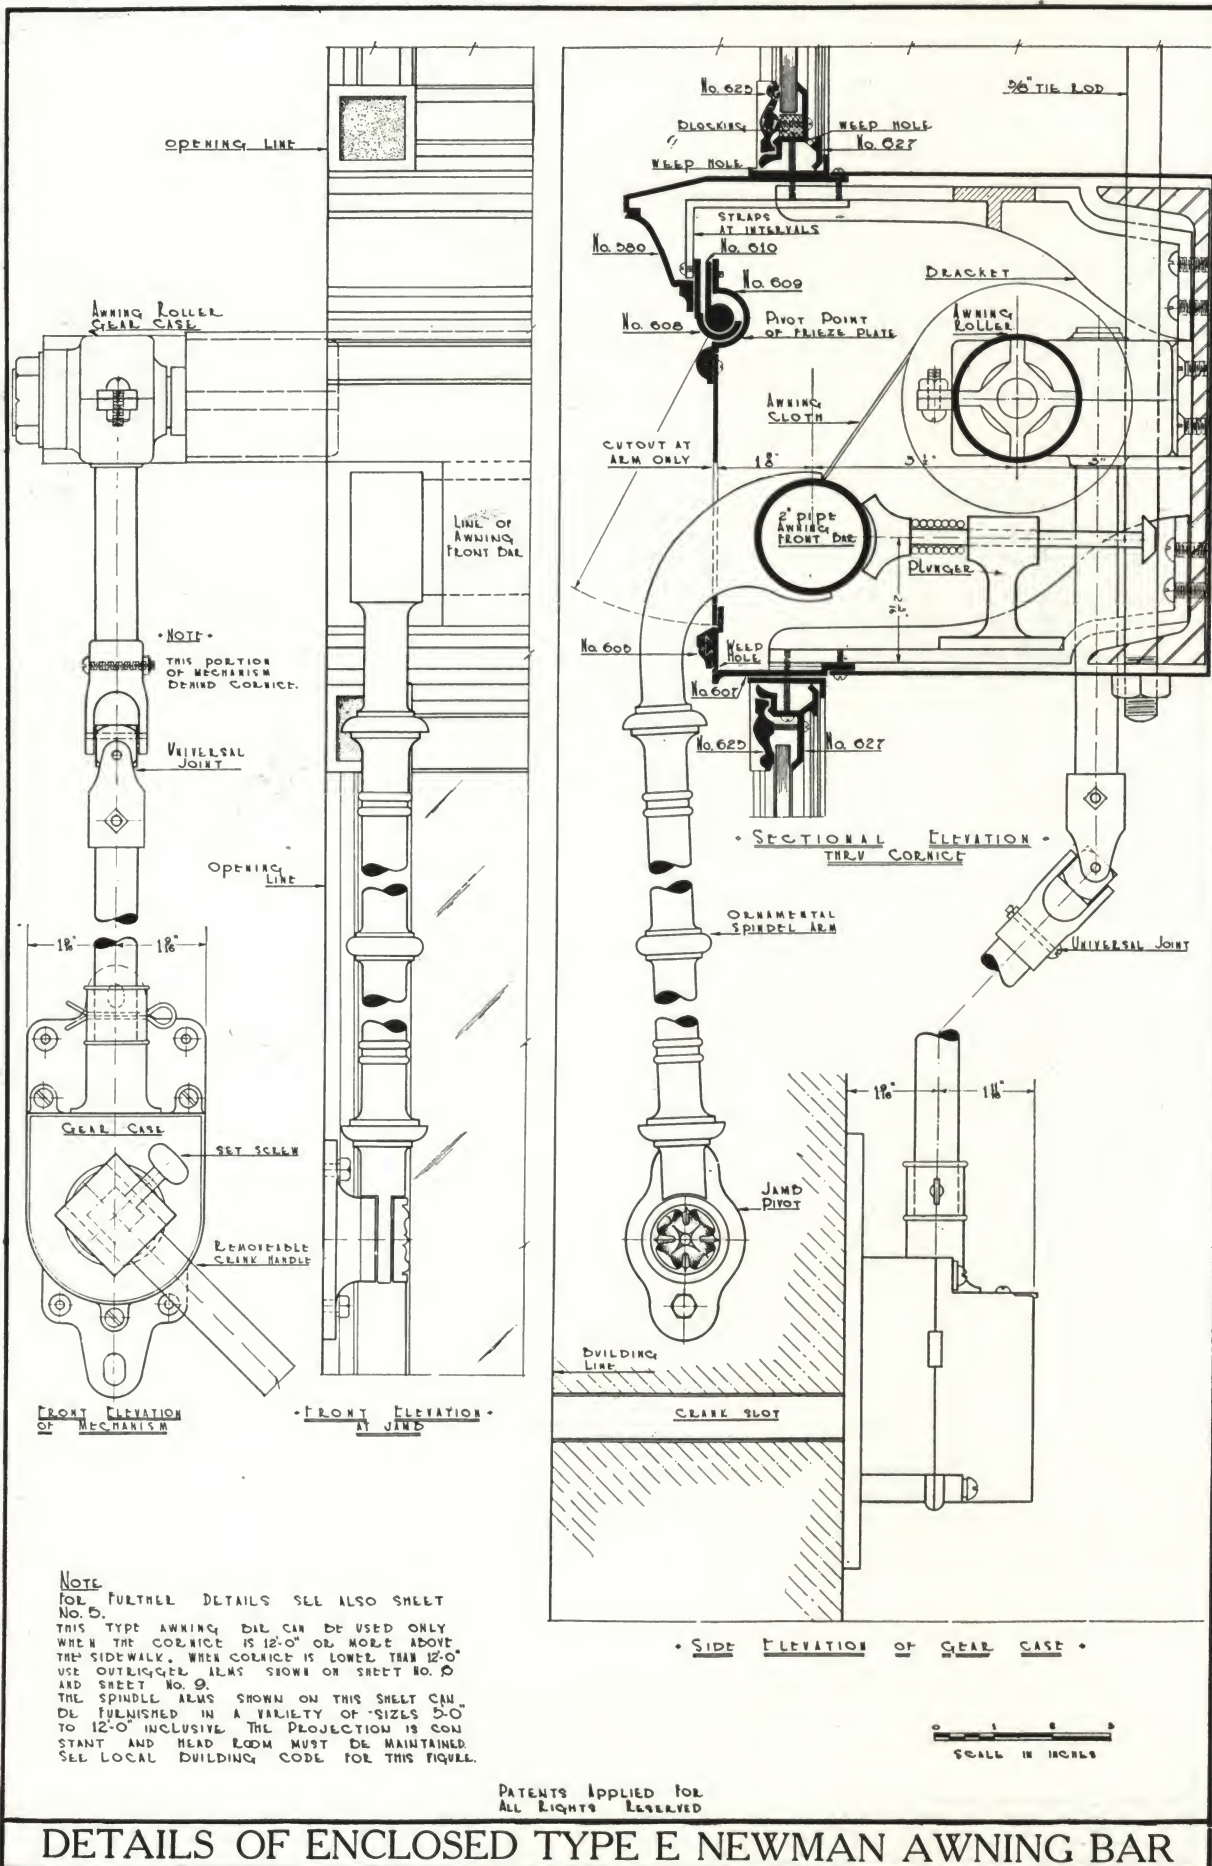 OPENING LINE
AWNING ROLLER
GEAR CASE
LINE OF
AWNING
FRONT BAR
• NOTE •
THIS PORTION
OF MECHANISM
BEHIND CORNICE.
UNIVERSAL
JOINT
OPENING
LINE
GEAR CASE
SET SCREW
REMOVEABLE
CRANK HANDLE
FRONT ELEVATION
OF MECHANISM
• FRONT ELEVATION •
AT JAMB
No. 625
5/8" TIE ROD
BLOCKING
WEEP HOLE
No. 627
WEEP HOLE
STRAPS
AT INTERVALS
No. 580
No. 610
No. 609
BRACKET
No. 608
PIVOT POINT
OF FRIEZE PLATE
AWNING
ROLLER
AWNING
CLOTH
CUTOUT AT
ARM ONLY
3"
2" PIPE
AWNING
FRONT BAR
PLUNGER
WEEP
HOLE
No. 607
No. 625
No. 627
• SECTIONAL ELEVATION •
THRU CORNICE
ORNAMENTAL
SPINDEL ARM
UNIVERSAL JOINT
JAMB
PIVOT
BUILDING
LINE
CRANK SLOT
• SIDE ELEVATION OF GEAR CASE •
NOTE
FOR FURTHER DETAILS SEE ALSO SHEET
No. 5.
THIS TYPE AWNING BAR CAN BE USED ONLY
WHEN THE CORNICE IS 12'-0" OR MORE ABOVE
THE SIDEWALK. WHEN CORNICE IS LOWER THAN 12'-0"
USE OUTRIGGER ARMS SHOWN ON SHEET No.
AND SHEET No. 9.
THE SPINDLE ARMS SHOWN ON THIS SHEET CAN
BE FURNISHED IN A VARIETY OF SIZES 5'-0"
TO 12'-0" INCLUSIVE THE PROJECTION IS CON
STANT AND HEAD ROOM MUST BE MAINTAINED.
SEE LOCAL BUILDING CODE FOR THIS FIGURE.
0 1 2 3
SCALE IN INCHES
PATENTS APPLIED FOR
ALL RIGHTS RESERVED
DETAILS OF ENCLOSED TYPE E NEWMAN AWNING BAR